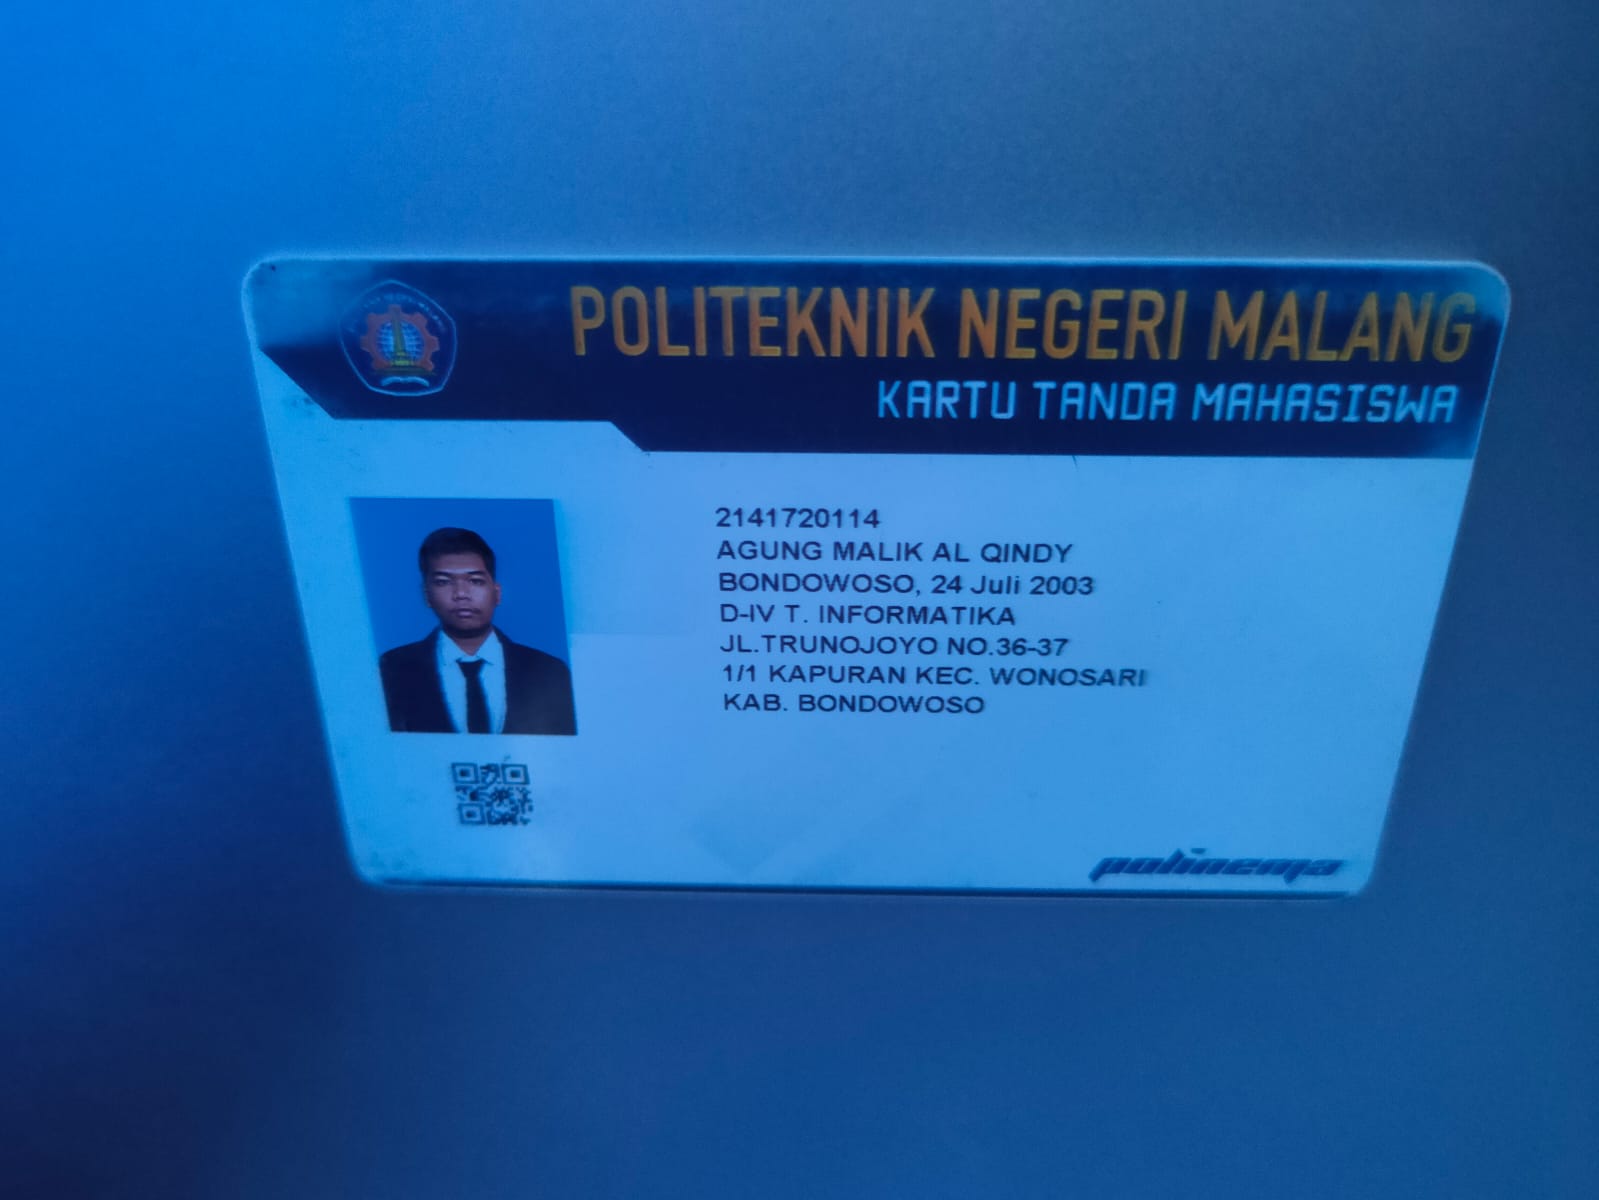 POLITEKNIK NEGERI MALANG
KARTU TANDA MAHASISWA
2141720114
AGUNG MALIK AL QINDY
BONDOWOSO, 24 Juli 2003
D-IV T. INFORMATIKA
JL.TRUNOJOYO NO.36-37
1/1 KAPURAN KEC. WONOSARI
KAB. BONDOWOSO
polinema